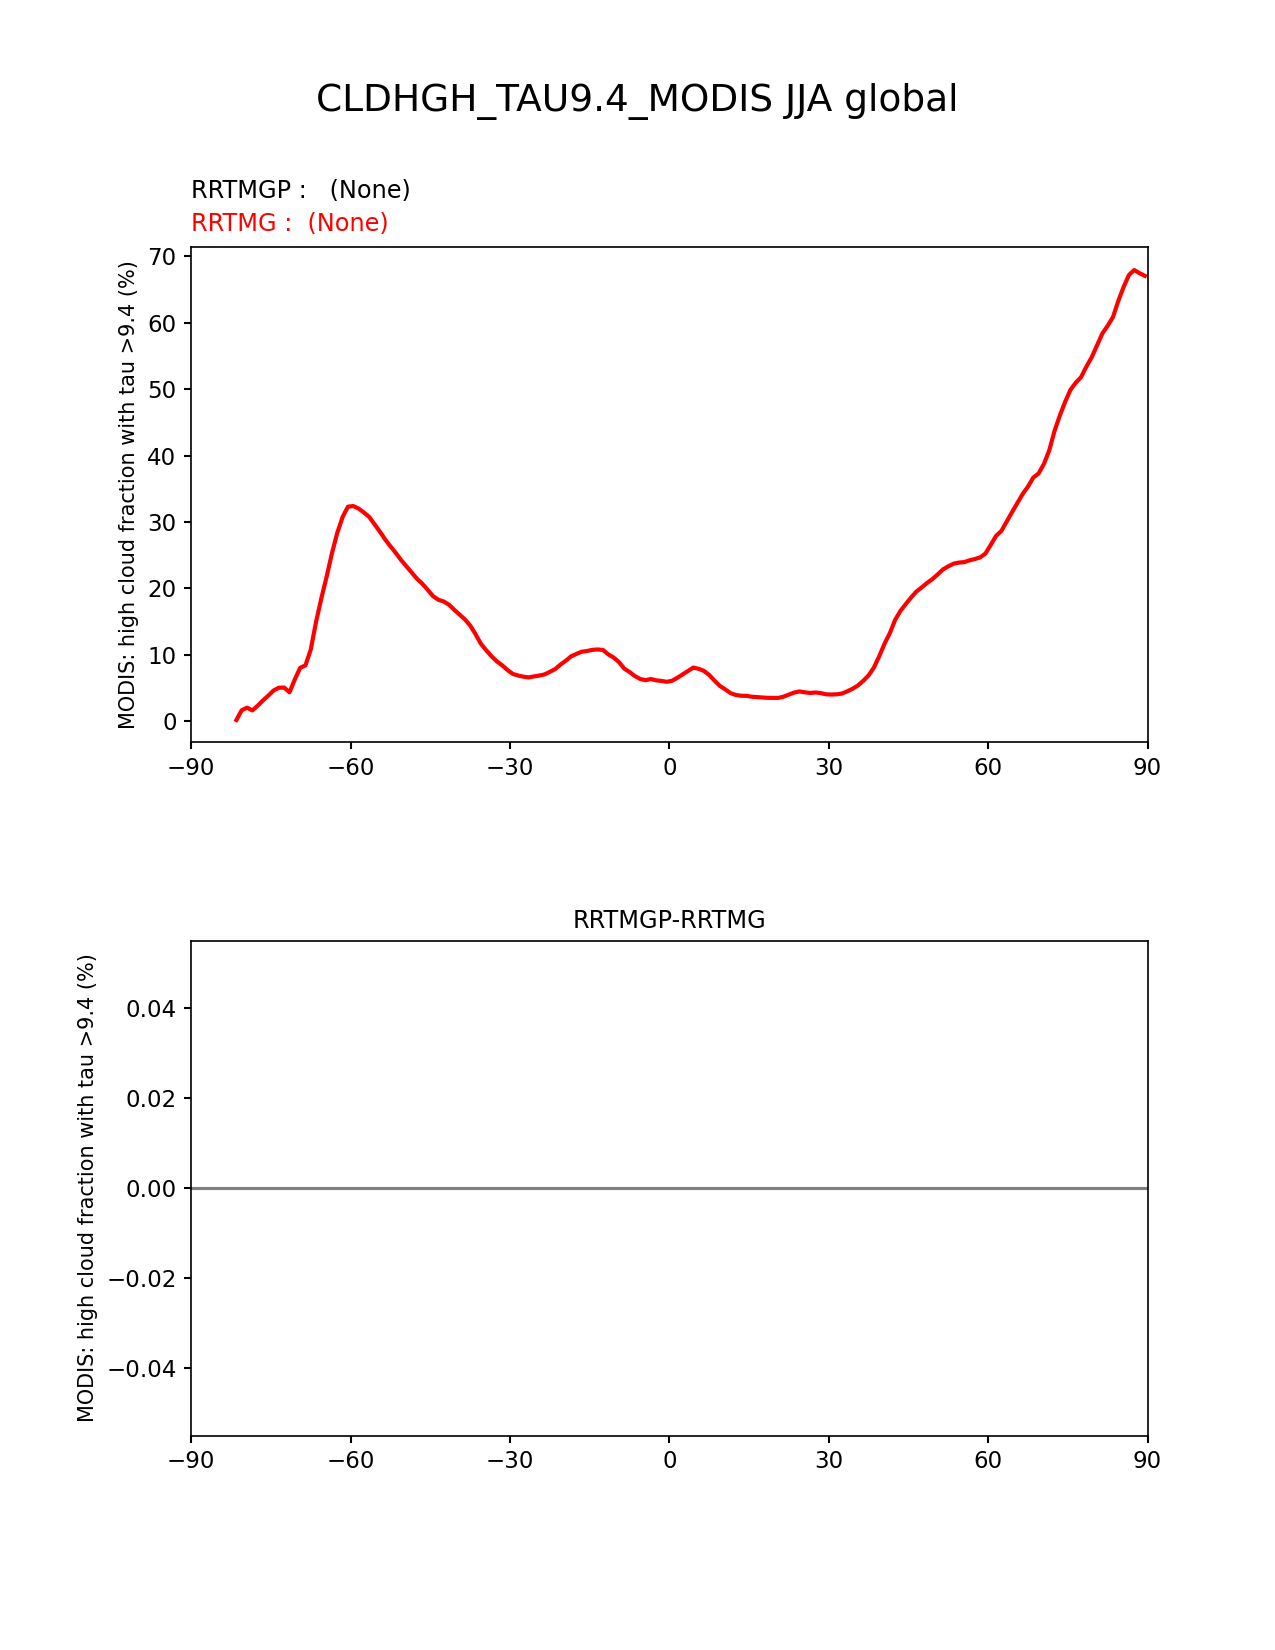 CLDHGH_TAU9.4_MODIS JJA global
RRTMGP :   (None)
RRTMG :  (None)
MODIS: high cloud fraction with tau >9.4 (%)
70
60
50
40
30
20
10
0
−90 −60 −30 0 30 60 90
RRTMGP-RRTMG
MODIS: high cloud fraction with tau >9.4 (%)
0.04
0.02
0.00
−0.02
−0.04
−90 −60 −30 0 30 60 90